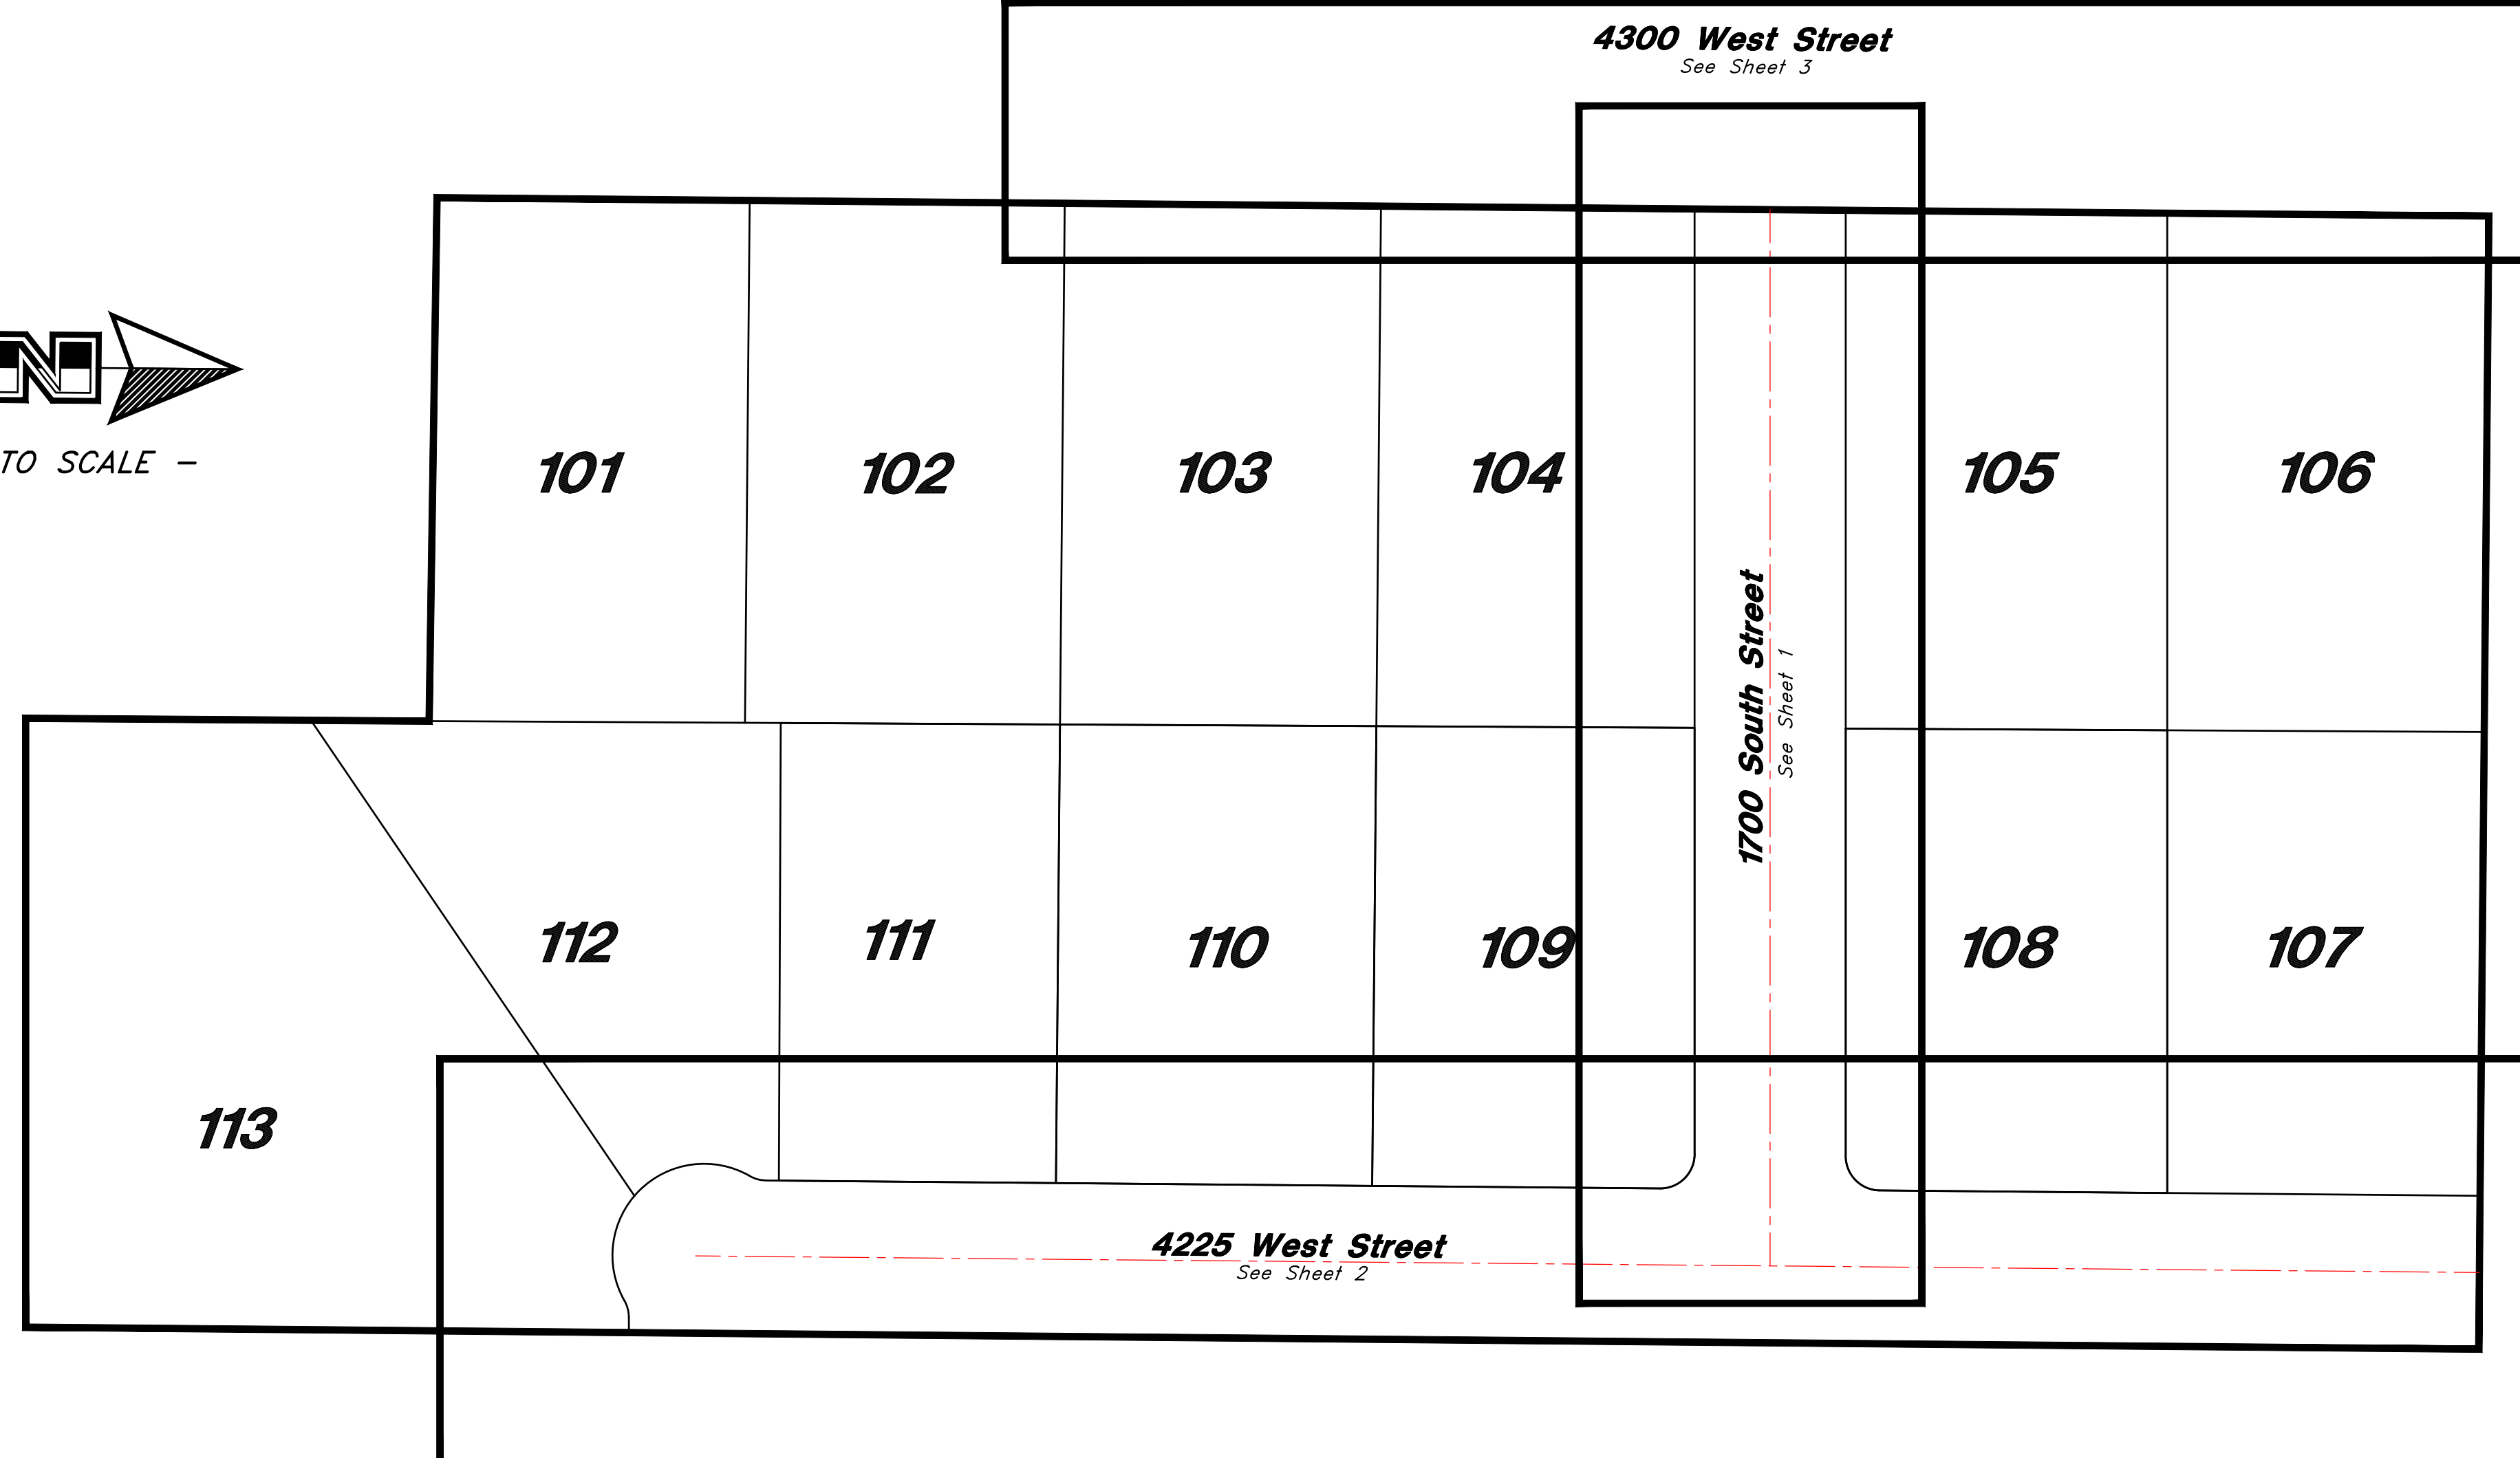 4300 West Street
See Sheet 3
N
TO SCALE -
101
102
103
104
105
106
1700 South Street
See Sheet 1
112
111
110
109
108
107
113
4225 West Street
See Sheet 2